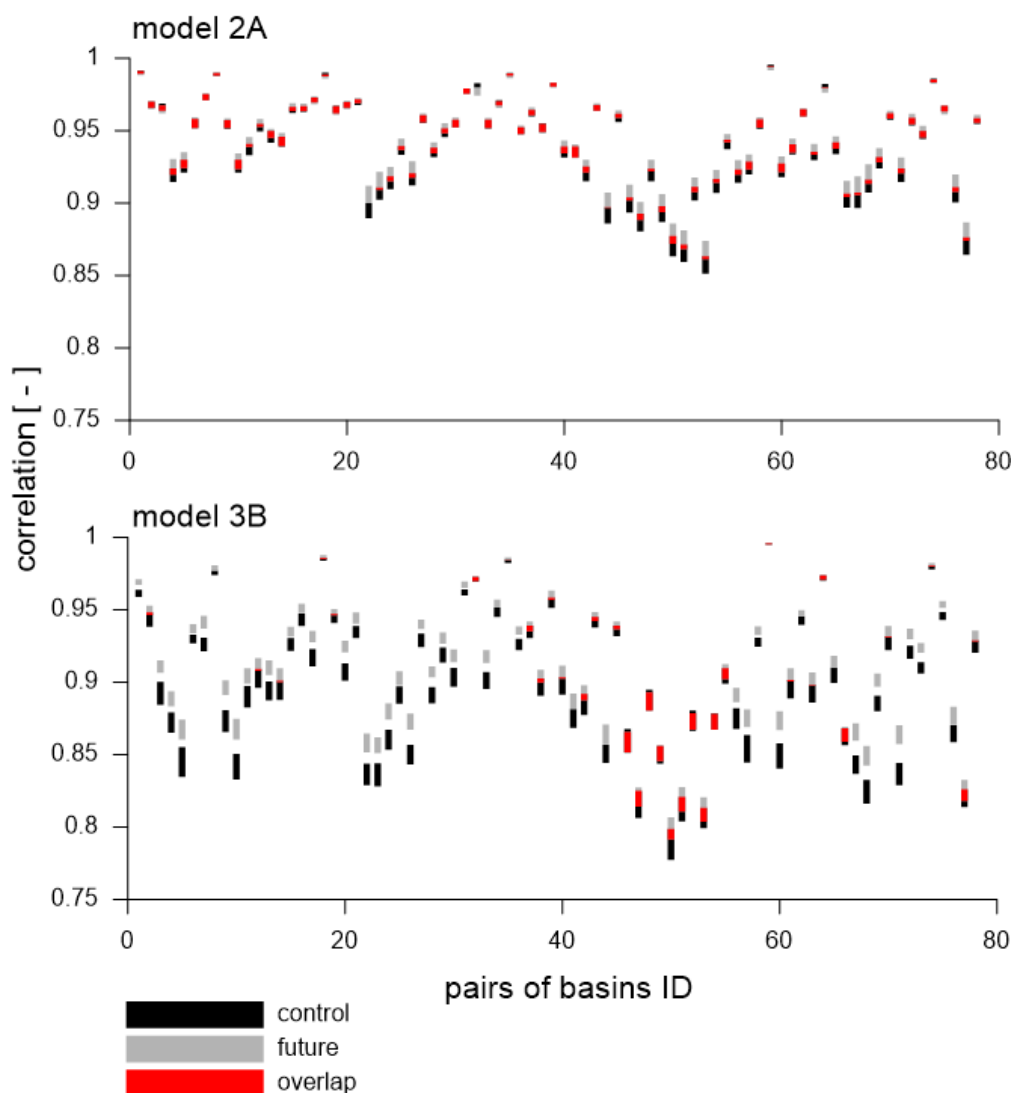 model 2A
1
0.95
0.9
0.85
0.8
0.75
0 20 40 60 80
correlation [ - ]
model 3B
1
0.95
0.9
0.85
0.8
0.75
0 20 40 60 80
pairs of basins ID
control
future
overlap